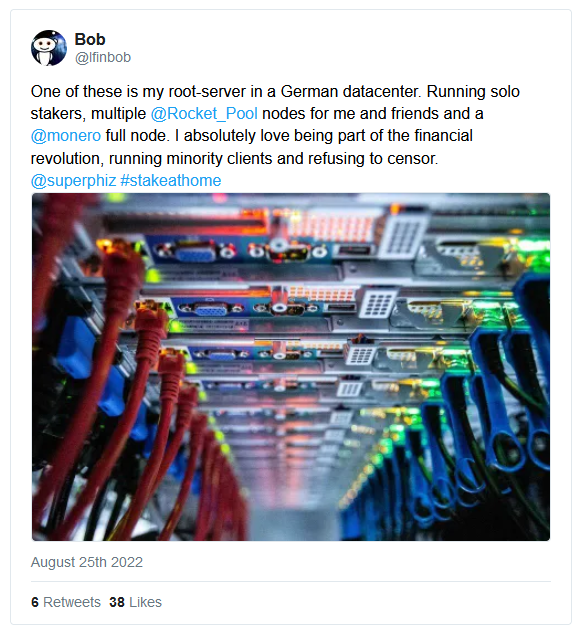 Bob
@lfinbob
One of these is my root-server in a German datacenter. Running solo
stakers, multiple @Rocket_Pool nodes for me and friends and a
@monero full node. I absolutely love being part of the financial
revolution, running minority clients and refusing to censor.
@superphiz #stakeathome
August 25th 2022
6 Retweets 38 Likes